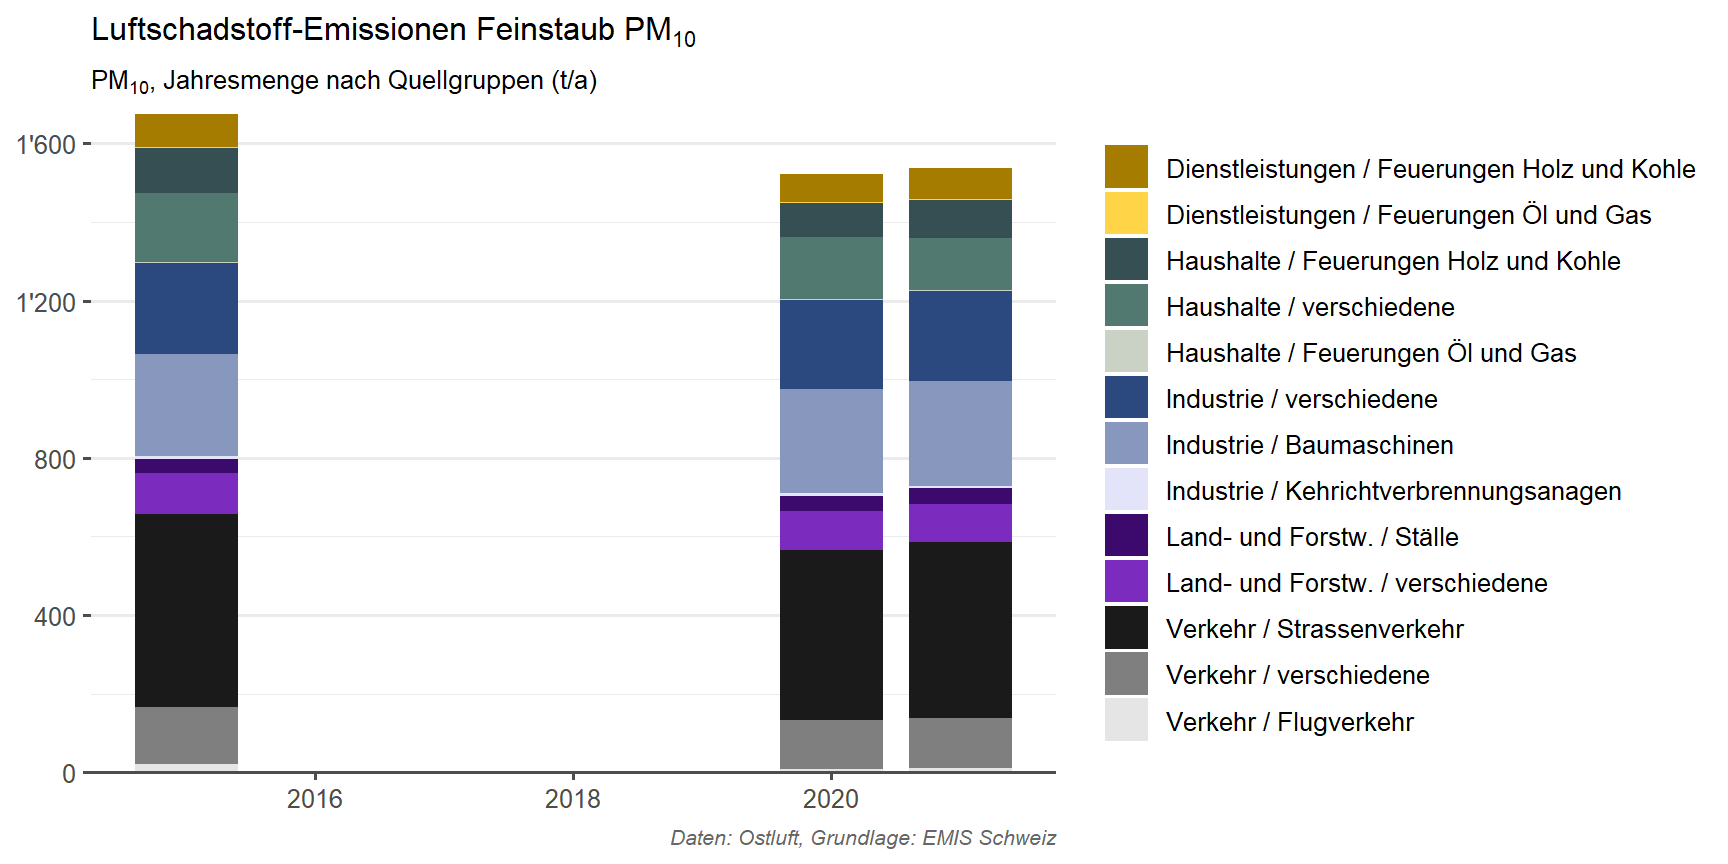 Luftschadstoff-Emissionen Feinstaub PM₁₀
PM₁₀, Jahresmenge nach Quellgruppen (t/a)
1'600
1'200
800
400
0
2016
2018
2020
Dienstleistungen / Feuerungen Holz und Kohle
Dienstleistungen / Feuerungen Öl und Gas
Haushalte / Feuerungen Holz und Kohle
Haushalte / verschiedene
Haushalte / Feuerungen Öl und Gas
Industrie / verschiedene
Industrie / Baumaschinen
Industrie / Kehrichtverbrennungsanagen
Land- und Forstw. / Ställe
Land- und Forstw. / verschiedene
Verkehr / Strassenverkehr
Verkehr / verschiedene
Verkehr / Flugverkehr
Daten: Ostluft, Grundlage: EMIS Schweiz